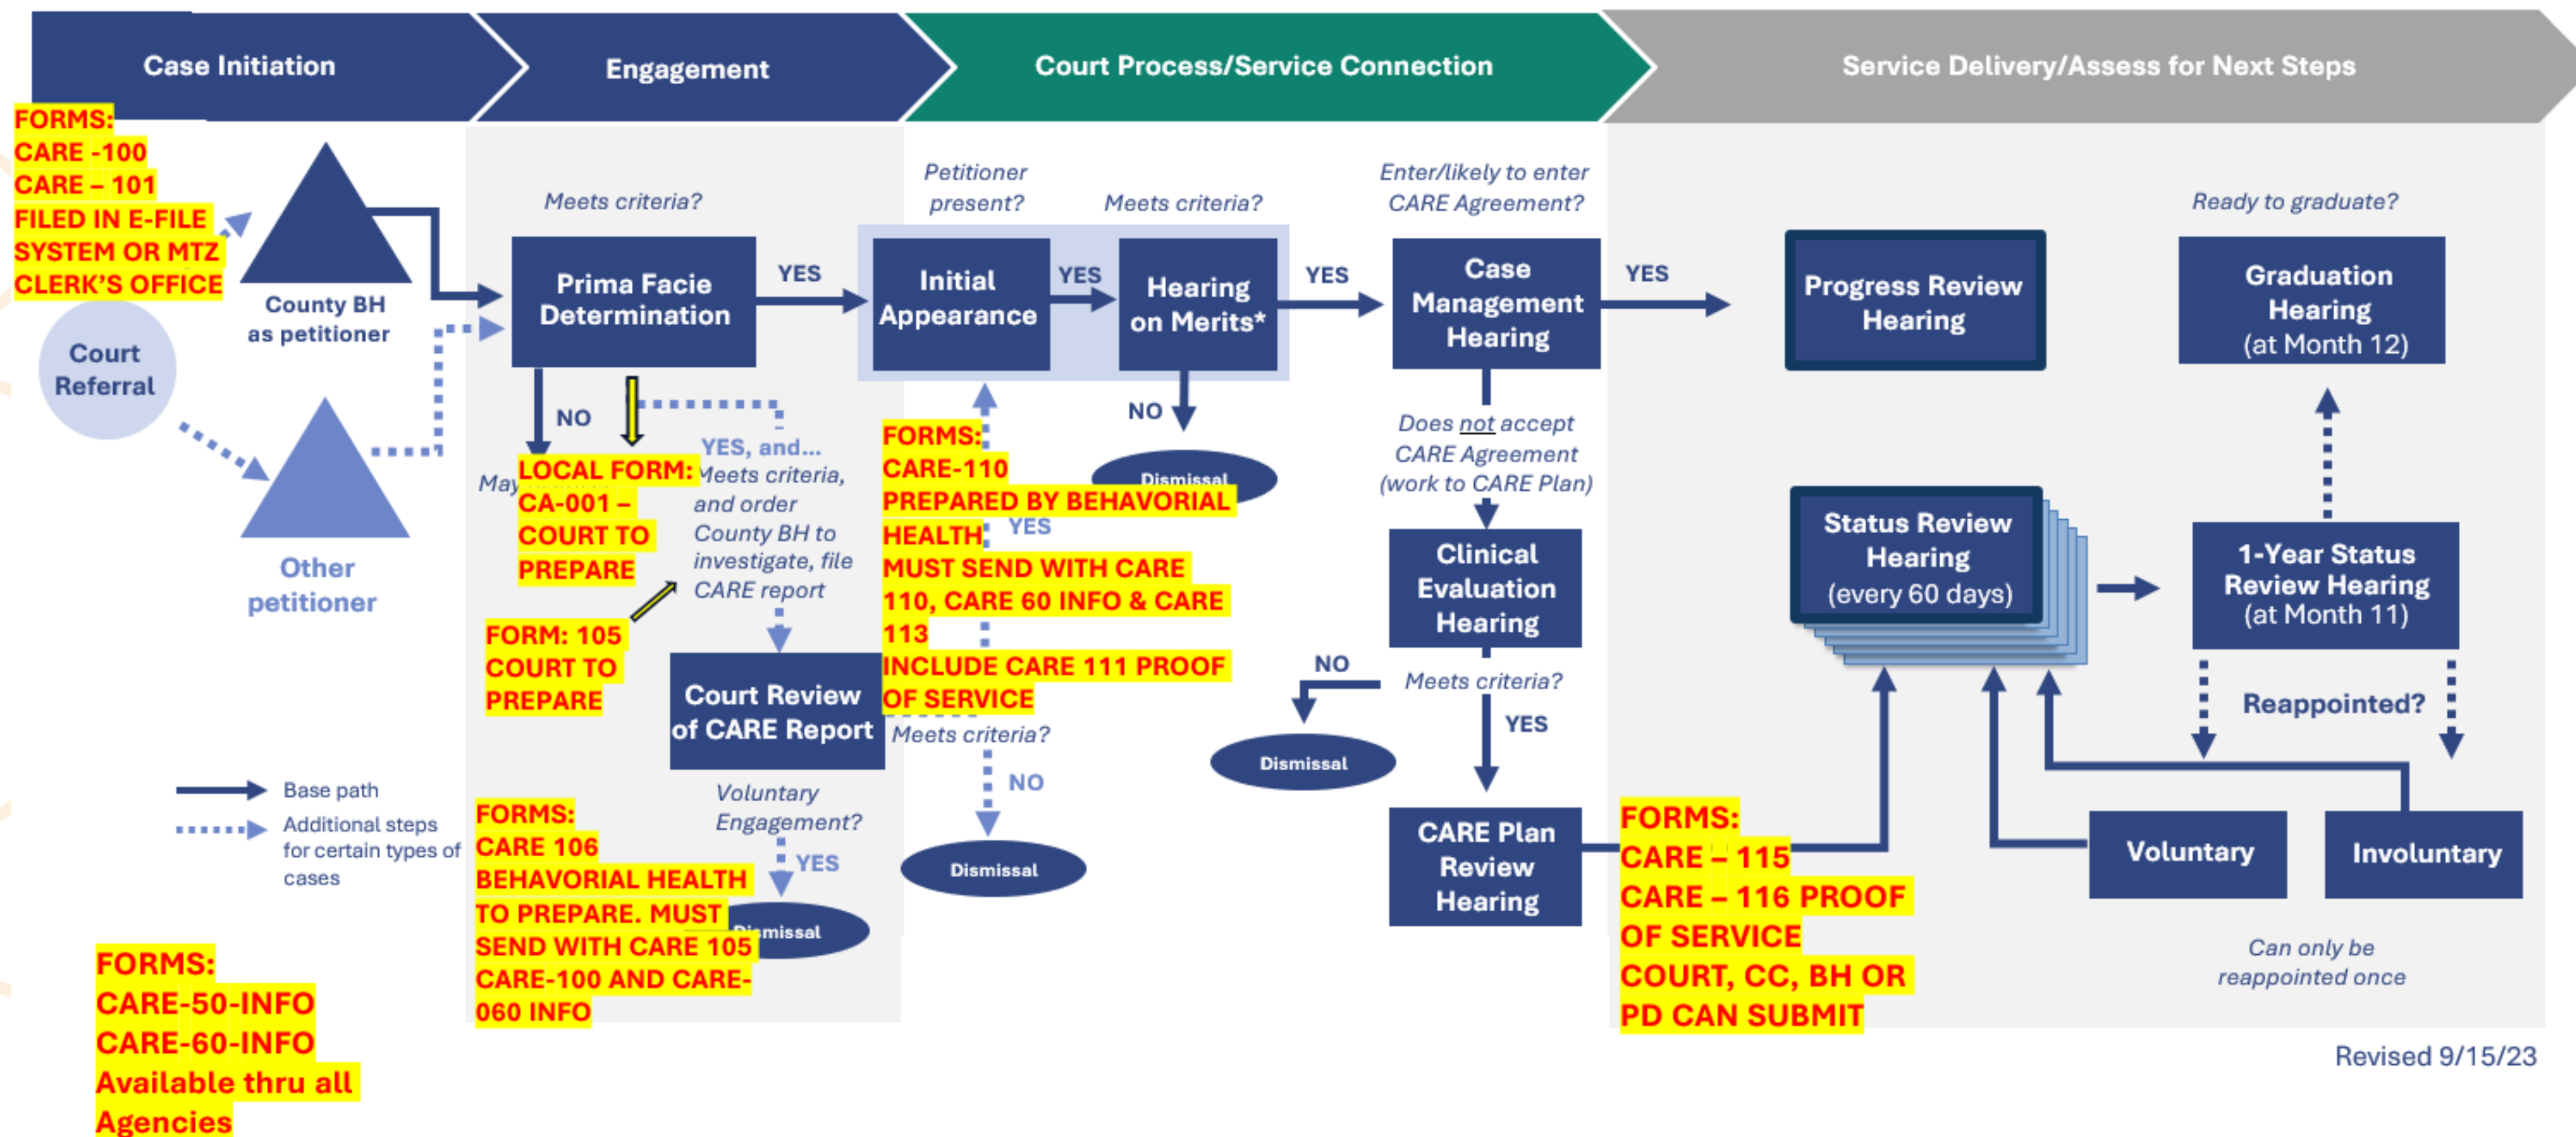 Case Initiation
Engagement
Court Process/Service Connection
Service Delivery/Assess for Next Steps
FORMS:
CARE -100
CARE – 101
FILED IN E-FILE
SYSTEM OR MTZ
CLERK'S OFFICE
County BH
as petitioner
Court
Referral
Other
petitioner
Base path
Additional steps
for certain types of
cases
FORMS:
CARE-50-INFO
CARE-60-INFO
Available thru all
Agencies
Meets criteria?
Prima Facie
Determination
YES
NO
May
LOCAL FORM:
CA-001 –
COURT TO
PREPARE
YES, and...
Meets criteria,
and order
County BH to
investigate, file
CARE report
FORM: 105
COURT TO
PREPARE
Court Review
of CARE Report
Voluntary
Engagement?
YES
Dismissal
FORMS:
CARE 106
BEHAVORIAL HEALTH
TO PREPARE. MUST
SEND WITH CARE 105
CARE-100 AND CARE-
060 INFO
Petitioner
present?
Initial
Appearance
YES
Meets criteria?
Hearing
on Merits*
YES
NO
Dismissal
FORMS:
CARE-110
PREPARED BY BEHAVORIAL
HEALTH
YES
MUST SEND WITH CARE
110, CARE 60 INFO & CARE
113
INCLUDE CARE 111 PROOF
OF SERVICE
Meets criteria?
NO
Dismissal
Enter/likely to enter
CARE Agreement?
Case
Management
Hearing
YES
Does not accept
CARE Agreement
(work to CARE Plan)
Clinical
Evaluation
Hearing
Meets criteria?
NO
Dismissal
YES
CARE Plan
Review
Hearing
FORMS:
CARE – 115
CARE – 116 PROOF
OF SERVICE
COURT, CC, BH OR
PD CAN SUBMIT
Progress Review
Hearing
Ready to graduate?
Graduation
Hearing
(at Month 12)
Status Review
Hearing
(every 60 days)
1-Year Status
Review Hearing
(at Month 11)
Reappointed?
Voluntary
Involuntary
Can only be
reappointed once
Revised 9/15/23